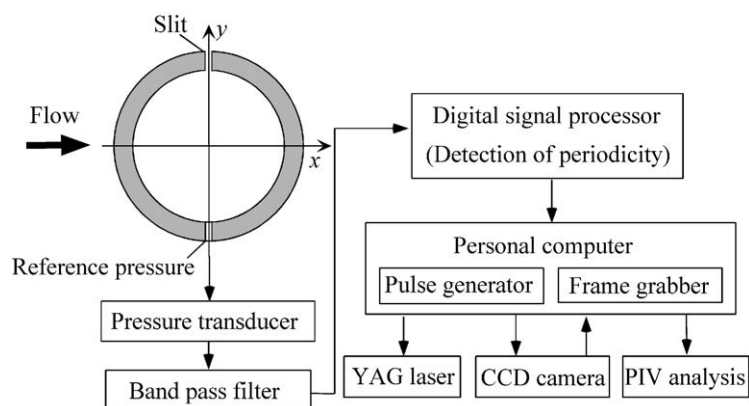 Slit
y
Flow
x
Reference pressure
Pressure transducer
Band pass filter
Digital signal processor
(Detection of periodicity)
Personal computer
Pulse generator
Frame grabber
YAG laser
CCD camera
PIV analysis